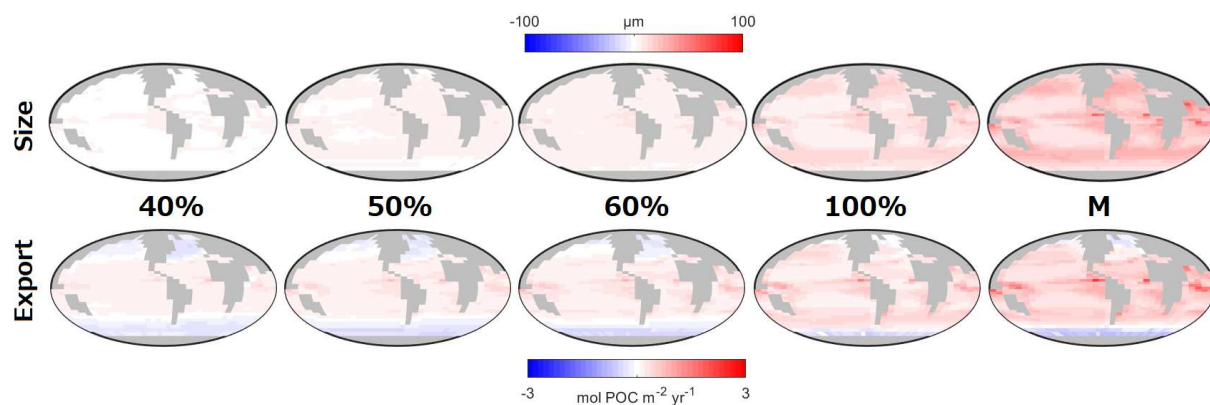 -100 µm 100
Size
40% 50% 60% 100% M
Export
-3 mol POC m⁻² yr⁻¹ 3